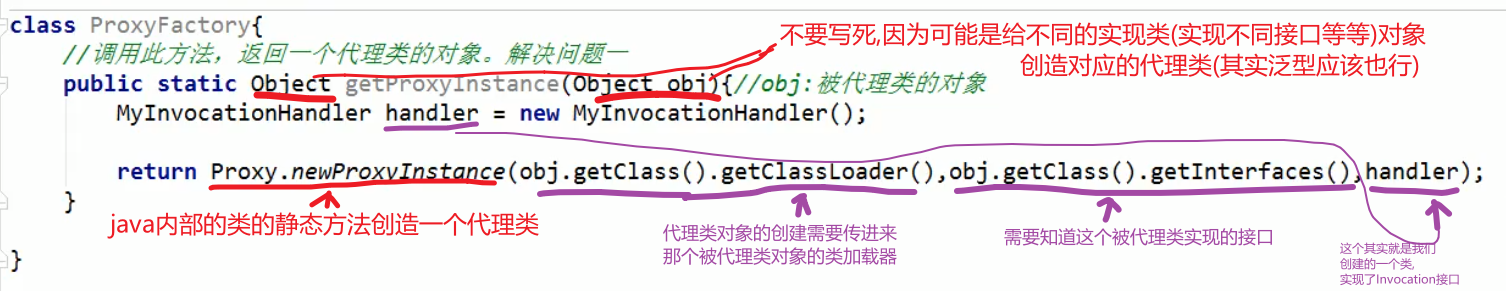 class ProxyFactory{
//调用此方法，返回一个代理类的对象。解决问题一
不要写死,因为可能是给不同的实现类(实现不同接口等等)对象
创造对应的代理类(其实泛型应该也行)
public static Object getProxyInstance(Object obj){//obj:被代理类的对象
MyInvocationHandler handler = new MyInvocationHandler();
return Proxy.newProxyInstance(obj.getClass().getClassLoader(),obj.getClass().getInterfaces(),handler);
}
java内部的类的静态方法创造一个代理类
代理类对象的创建需要传进来
那个被代理类对象的类加载器
需要知道这个被代理类实现的接口
这个其实就是我们
创建的一个类,
实现了Invocation接口
}